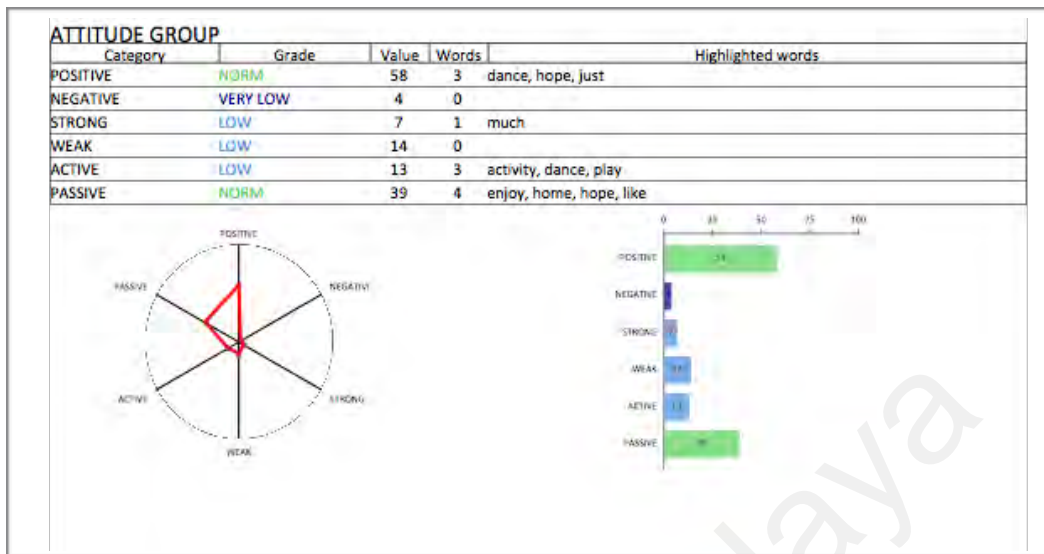 ATTITUDE GROUP
Category Grade Value Words Highlighted words
POSITIVE NORM 58 3 dance, hope, just
NEGATIVE VERY LOW 4 0
STRONG LOW 7 1 much
WEAK LOW 14 0
ACTIVE LOW 13 3 activity, dance, play
PASSIVE NORM 39 4 enjoy, home, hope, like
POSITIVE
NEGATIVE
STRONG
WEAK
ACTIVE
PASSIVE
0 25 50 75 100
POSITIVE
NEGATIVE
STRONG
WEAK
ACTIVE
PASSIVE
laya